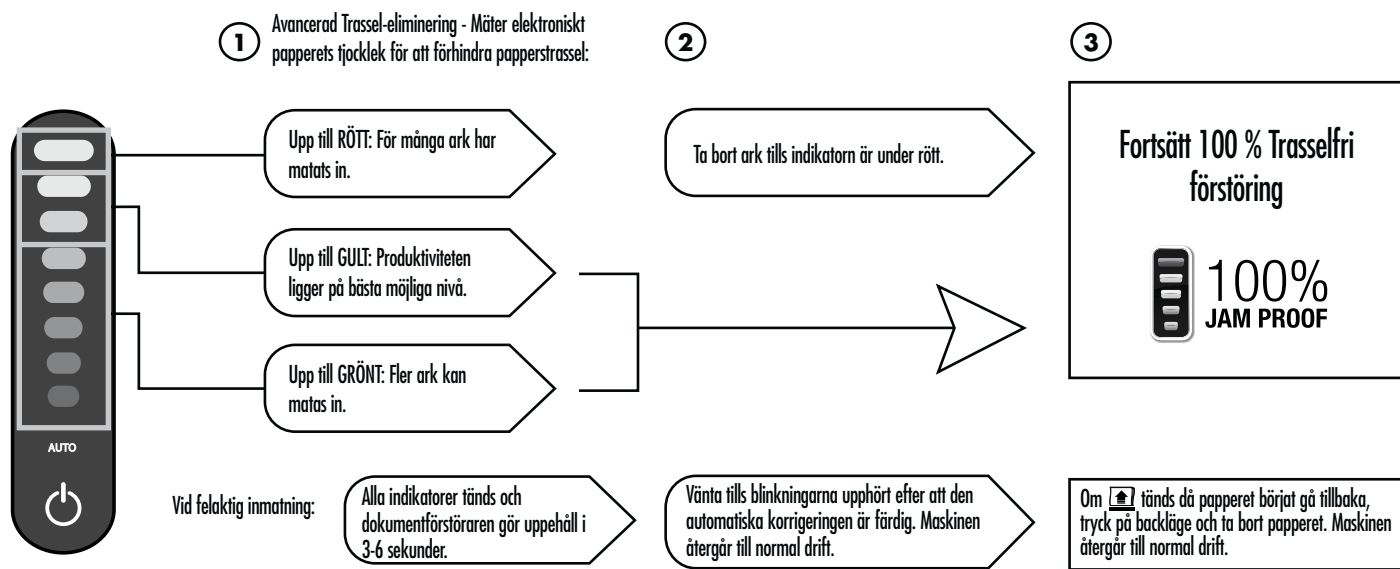 1
Avancerad Trassel-eliminering - Mäter elektroniskt
papperets tjocklek för att förhindra papperstrassel:
2
3
Upp till RÖTT: För många ark har
matats in.
Ta bort ark tills indikatorn är under rött.
Fortsätt 100 % Trasselfri
förstöring
Upp till GULT: Produktiviteten
ligger på bästa möjliga nivå.
100%
JAM PROOF
Upp till GRÖNT: Fler ark kan
matas in.
AUTO
Vid felaktig inmatning:
Alla indikatorer tänds och
dokumentförstöraren gör uppehåll i
3-6 sekunder.
Vänta tills blinkningarna upphört efter att den
automatiska korrigeringen är färdig. Maskinen
återgår till normal drift.
Om tänds då papperet börjat gå tillbaka,
tryck på backläge och ta bort papperet. Maskinen
återgår till normal drift.